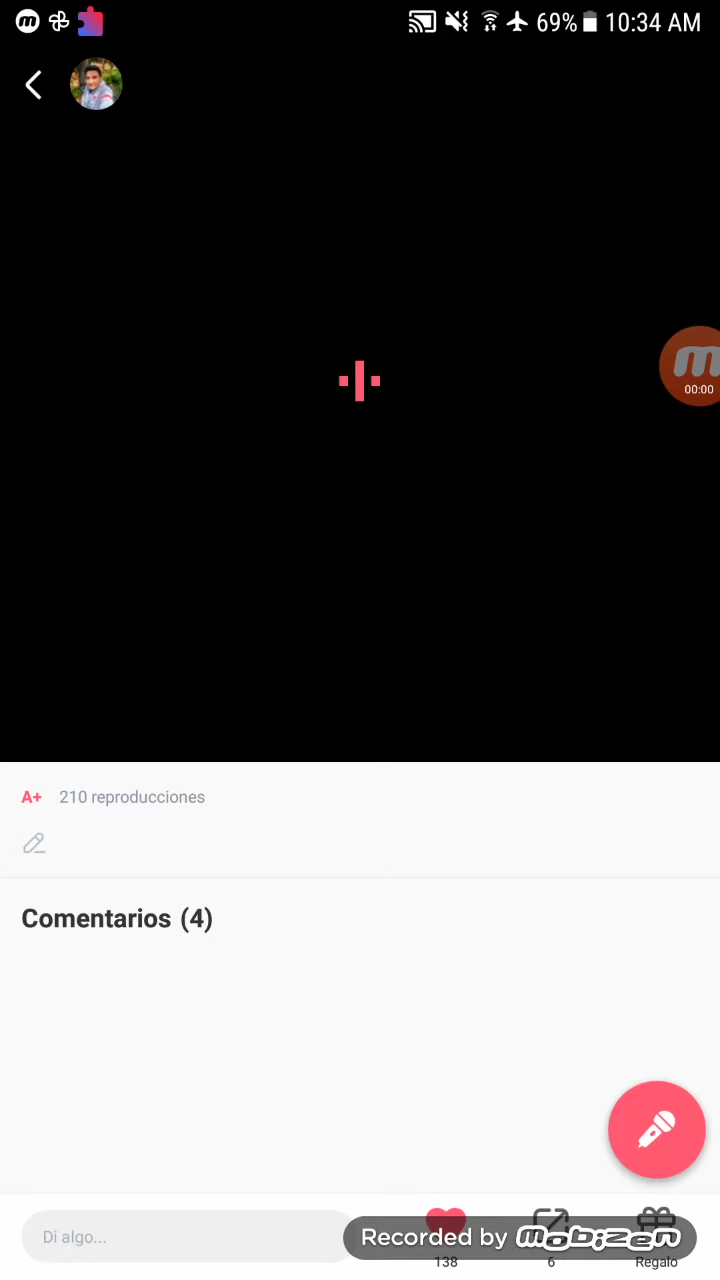 69% 10:34 AM
00:00
A+ 210 reproducciones
Comentarios (4)
Di algo...
Recorded by mobizen
138 6 Regalo